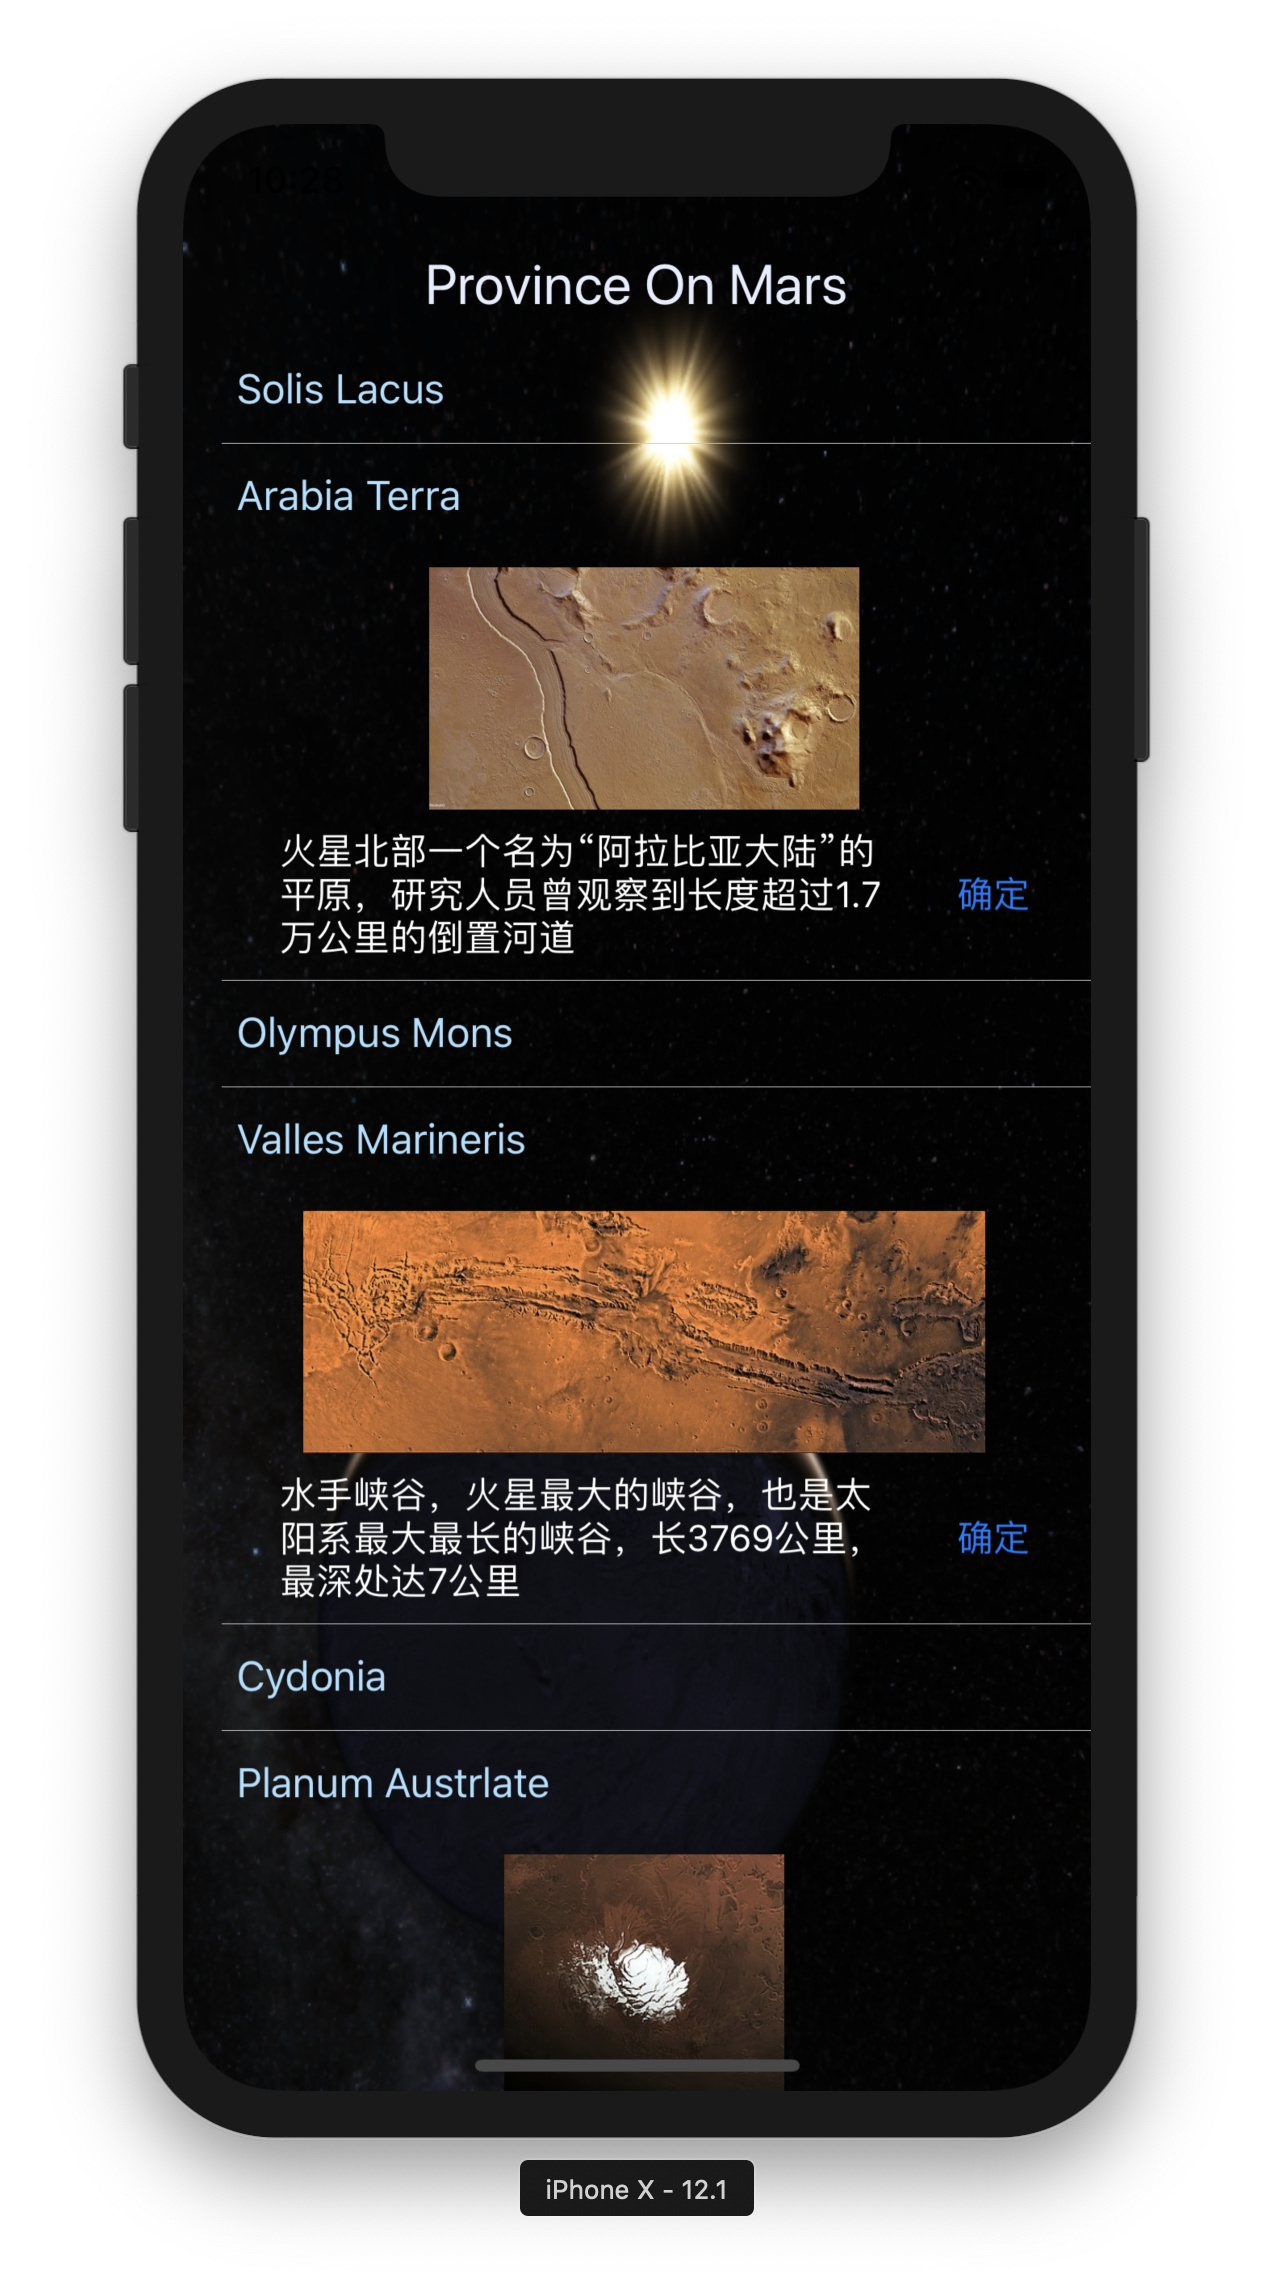 10:28
Province On Mars
Solis Lacus
Arabia Terra
火星北部一个名为“阿拉比亚大陆”的
平原，研究人员曾观察到长度超过1.7
万公里的倒置河道
确定
Olympus Mons
Valles Marineris
水手峡谷，火星最大的峡谷，也是太
阳系最大最长的峡谷，长3769公里，
最深处达7公里
确定
Cydonia
Planum Austrlate
iPhone X - 12.1